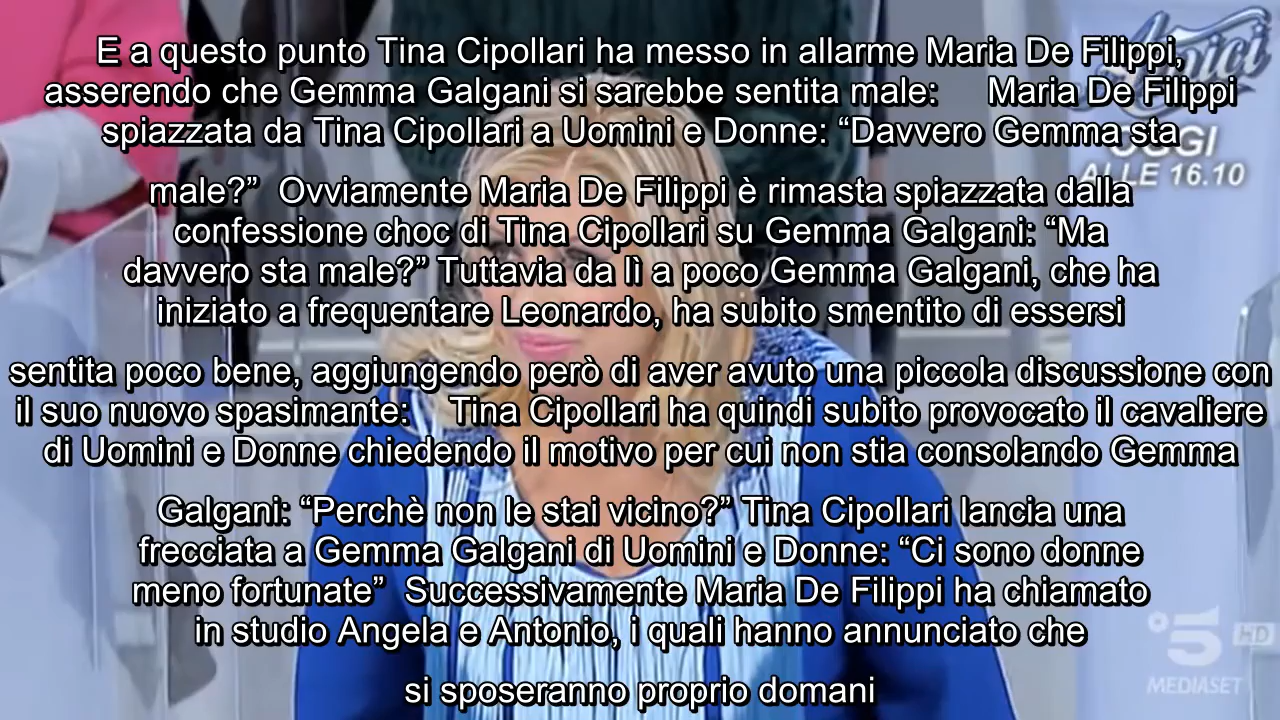 E a questo punto Tina Cipollari ha messo in allarme Maria De Filippi,
asserendo che Gemma Galgani si sarebbe sentita male: Maria De Filippi
spiazzata da Tina Cipollari a Uomini e Donne: “Davvero Gemma sta
male?” Ovviamente Maria De Filippi è rimasta spiazzata dalla
confessione choc di Tina Cipollari su Gemma Galgani: “Ma
davvero sta male?” Tuttavia da lì a poco Gemma Galgani, che ha
iniziato a frequentare Leonardo, ha subito smentito di essersi
sentita poco bene, aggiungendo però di aver avuto una piccola discussione con
il suo nuovo spasimante: Tina Cipollari ha quindi subito provocato il cavaliere
di Uomini e Donne chiedendo il motivo per cui non stia consolando Gemma
Galgani: “Perchè non le stai vicino?” Tina Cipollari lancia una
frecciata a Gemma Galgani di Uomini e Donne: “Ci sono donne
meno fortunate” Successivamente Maria De Filippi ha chiamato
in studio Angela e Antonio, i quali hanno annunciato che
si sposeranno proprio domani
Amici
OGGI
ALLE 16.10
5 HD
MEDIASET